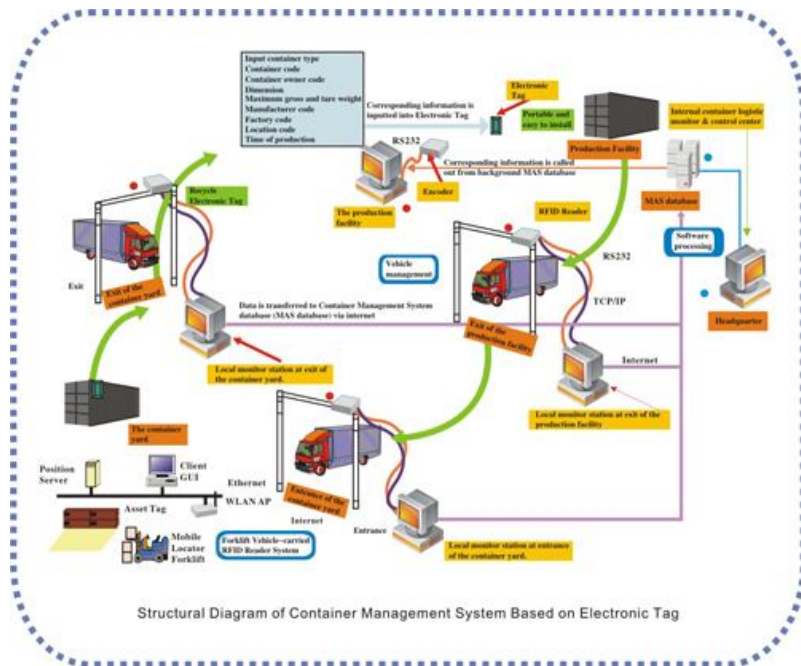 Input container type
Container code
Container owner code
Dimension
Maximum gross and tare weight
Manufacturer code
Factory code
Location code
Time of production
Corresponding information is
inputted into Electronic Tag
Electronic
Tag
Portable and
easy to install
Internal container logistic
monitor & control center
RS232
Production Facility
Corresponding information is called
out from background MAS database
Encoder
The production
facility
MAS database
Recycle
Electronic Tag
RFID Reader
Software
processing
Vehicle
management
RS232
Exit
Exit of the
container yard
TCP/IP
Data is transferred to Container Management System
database (MAS database) via internet
Headquarter
Exit of the
production facility
Internet
Local monitor station at exit of
the container yard.
Local monitor station at exit of the
production facility
The container
yard
Position
Server
Client
GUI
Ethernet
WLAN AP
Entrance of the
container yard
Asset Tag
Internet
Entrance
Mobile
Locator
Forklift
Forklift Vehicle-carried
RFID Reader System
Local monitor station at entrance
of the container yard.
Structural Diagram of Container Management System Based on Electronic Tag